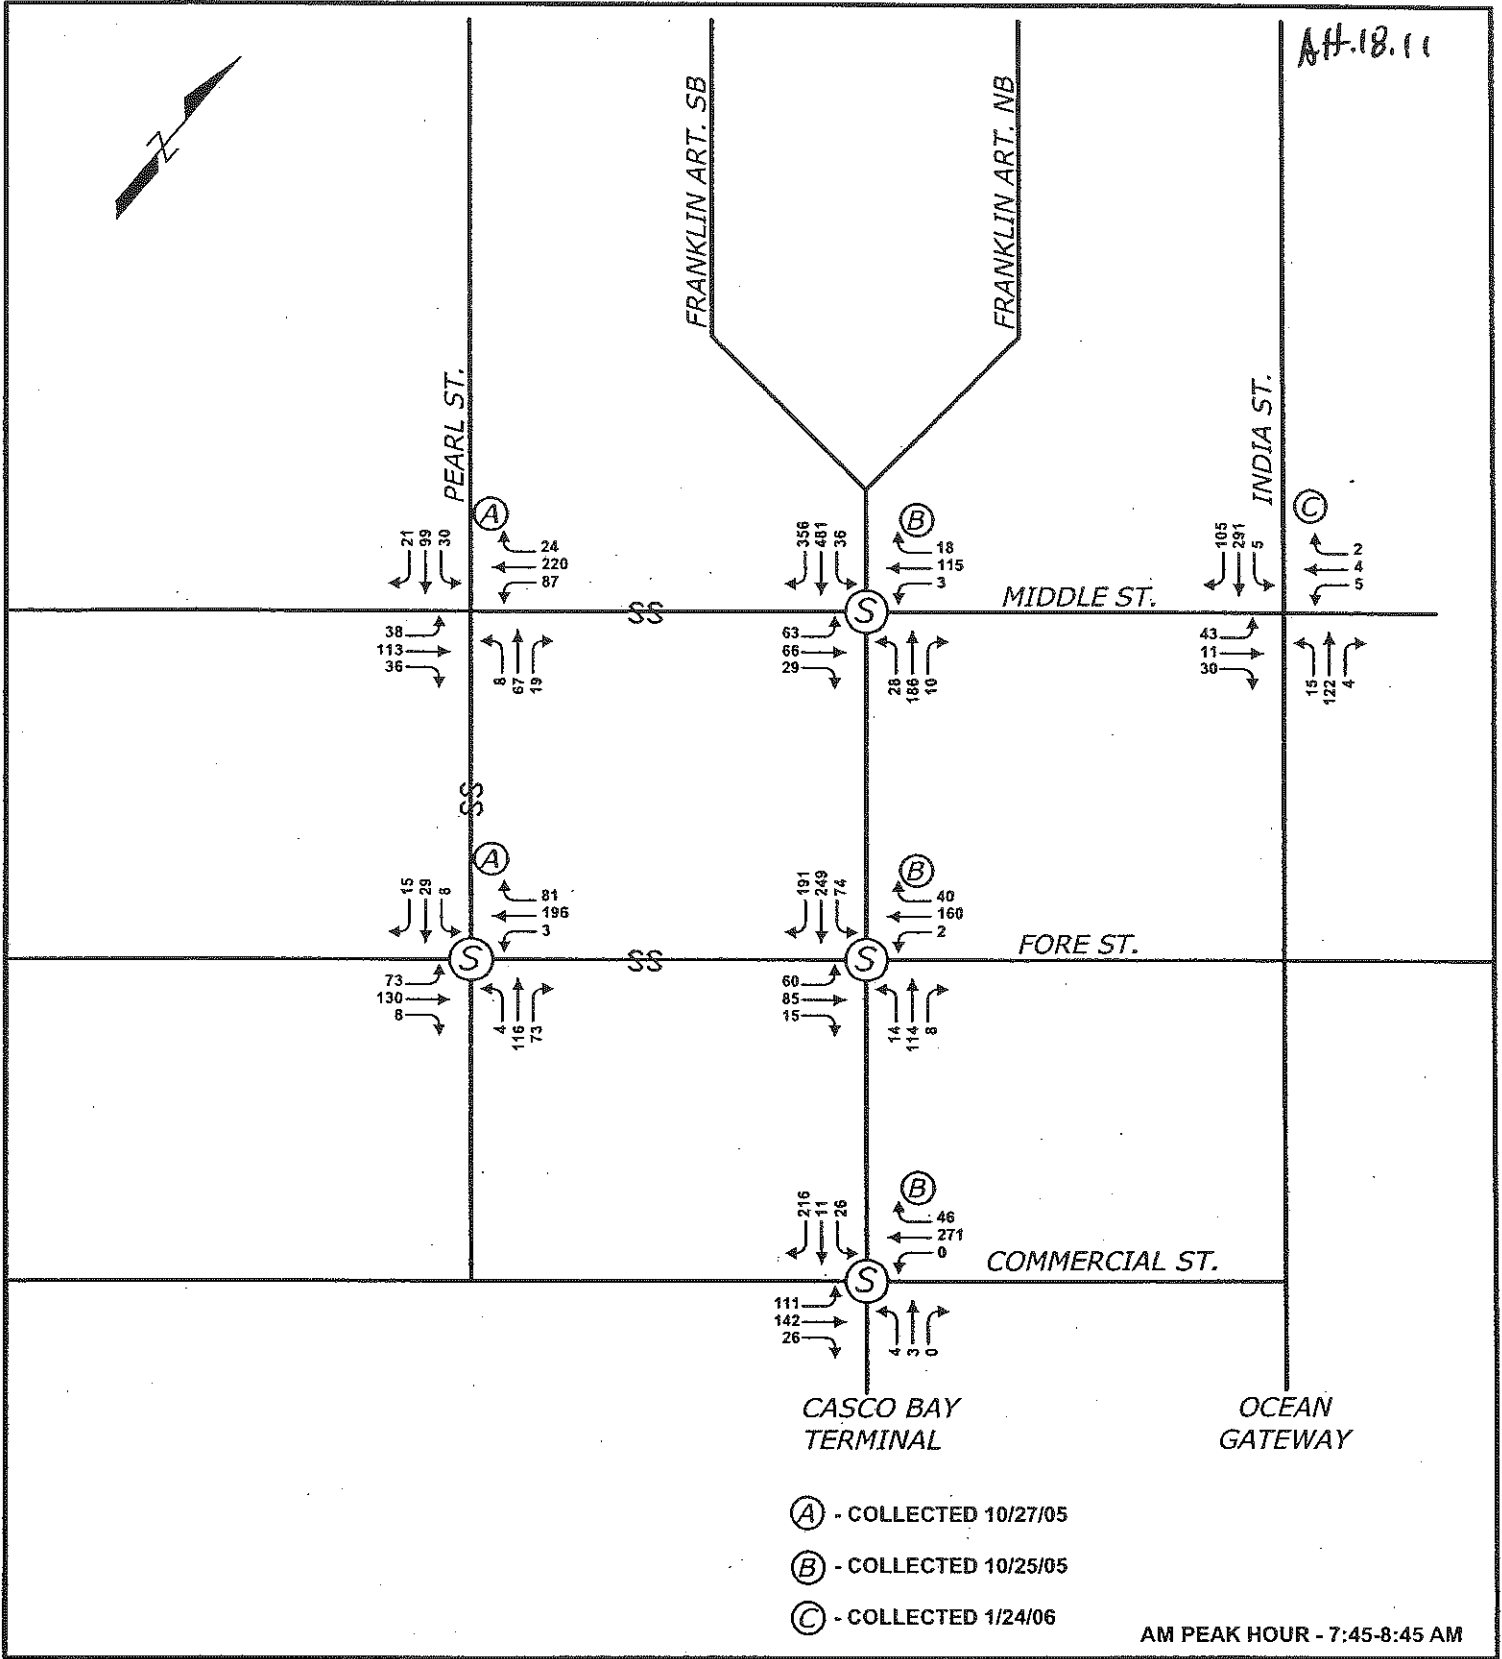 AH.18.11
Z
FRANKLIN ART. SB
FRANKLIN ART. NB
PEARL ST.
INDIA ST.
A
B
C
21 99 30
24
220
87
356 481 36
18
115
3
105 291 5
2
4
5
MIDDLE ST.
SS
S
38
113
36
8 67 19
63
66
29
28 186 10
43
11
30
15 122 4
SS
A
B
15 29 8
81
196
3
191 249 74
40
160
2
FORE ST.
S
SS
S
73
130
8
4 116 73
60
85
15
14 114 8
B
216 11 26
46
271
0
COMMERCIAL ST.
S
111
142
26
4 3 0
CASCO BAY
TERMINAL
OCEAN
GATEWAY
A - COLLECTED 10/27/05
B - COLLECTED 10/25/05
C - COLLECTED 1/24/06
AM PEAK HOUR - 7:45-8:45 AM